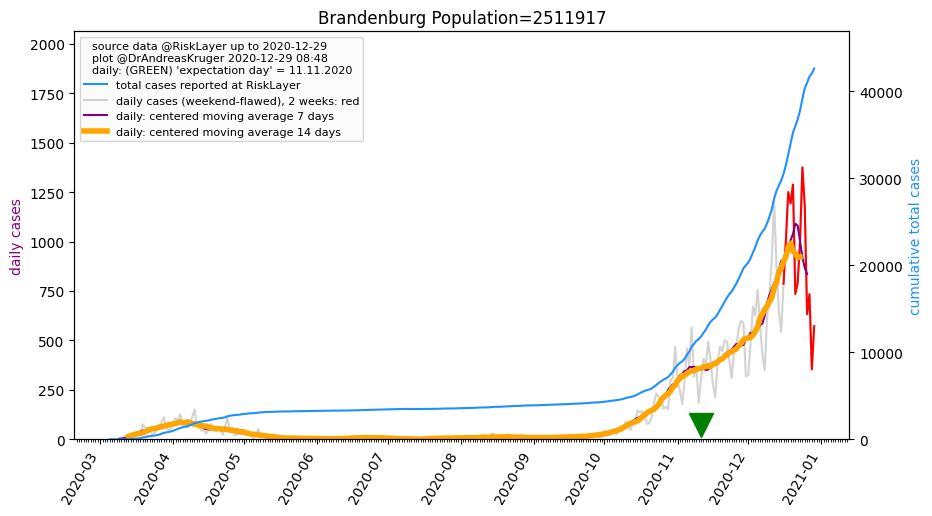 Brandenburg Population=2511917
source data @RiskLayer up to 2020-12-29
plot @DrAndreasKruger 2020-12-29 08:48
daily: (GREEN) 'expectation day' = 11.11.2020
total cases reported at RiskLayer
daily cases (weekend-flawed), 2 weeks: red
daily: centered moving average 7 days
daily: centered moving average 14 days
daily cases
2000
1750
1500
1250
1000
750
500
250
0
40000
30000
20000
10000
0
cumulative total cases
2020-03
2020-04
2020-05
2020-06
2020-07
2020-08
2020-09
2020-10
2020-11
2020-12
2021-01